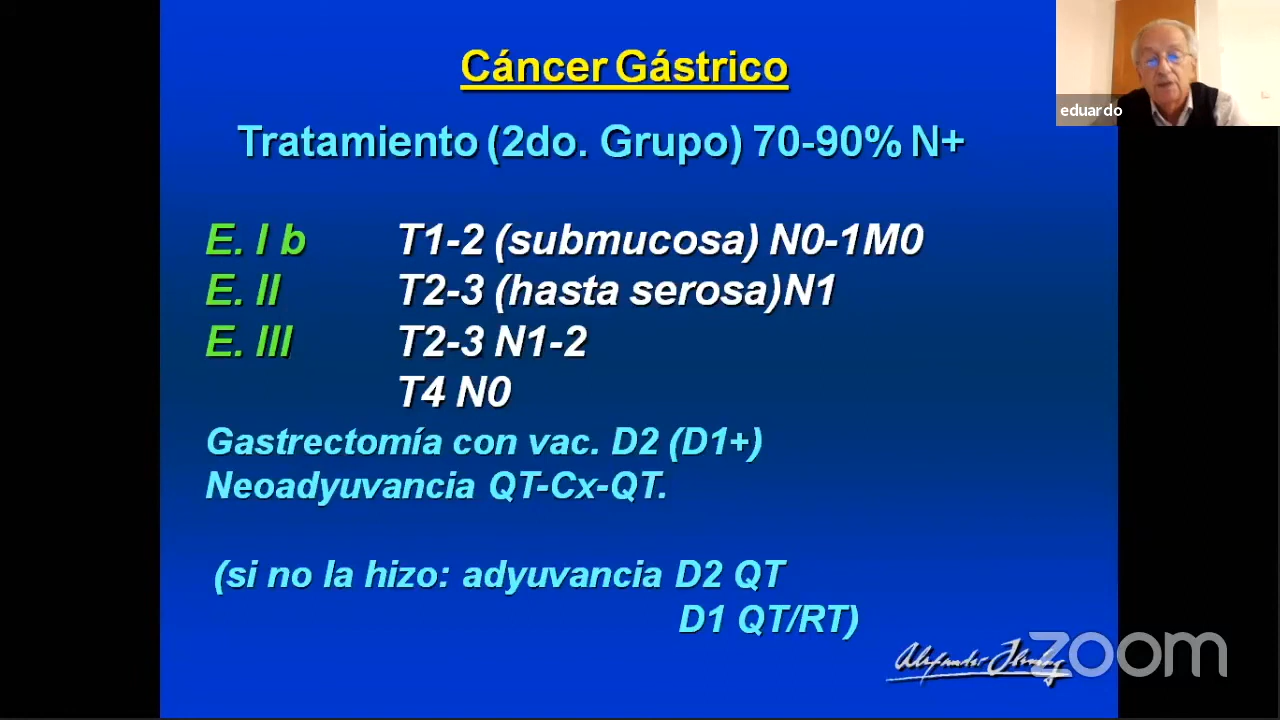 Cáncer Gástrico
eduardo
Tratamiento (2do. Grupo) 70-90% N+
E. I b T1-2 (submucosa) N0-1M0
E. II T2-3 (hasta serosa)N1
E. III T2-3 N1-2
T4 N0
Gastrectomía con vac. D2 (D1+)
Neoadyuvancia QT-Cx-QT.
(si no la hizo: adyuvancia D2 QT
D1 QT/RT)
Alexander
zoom